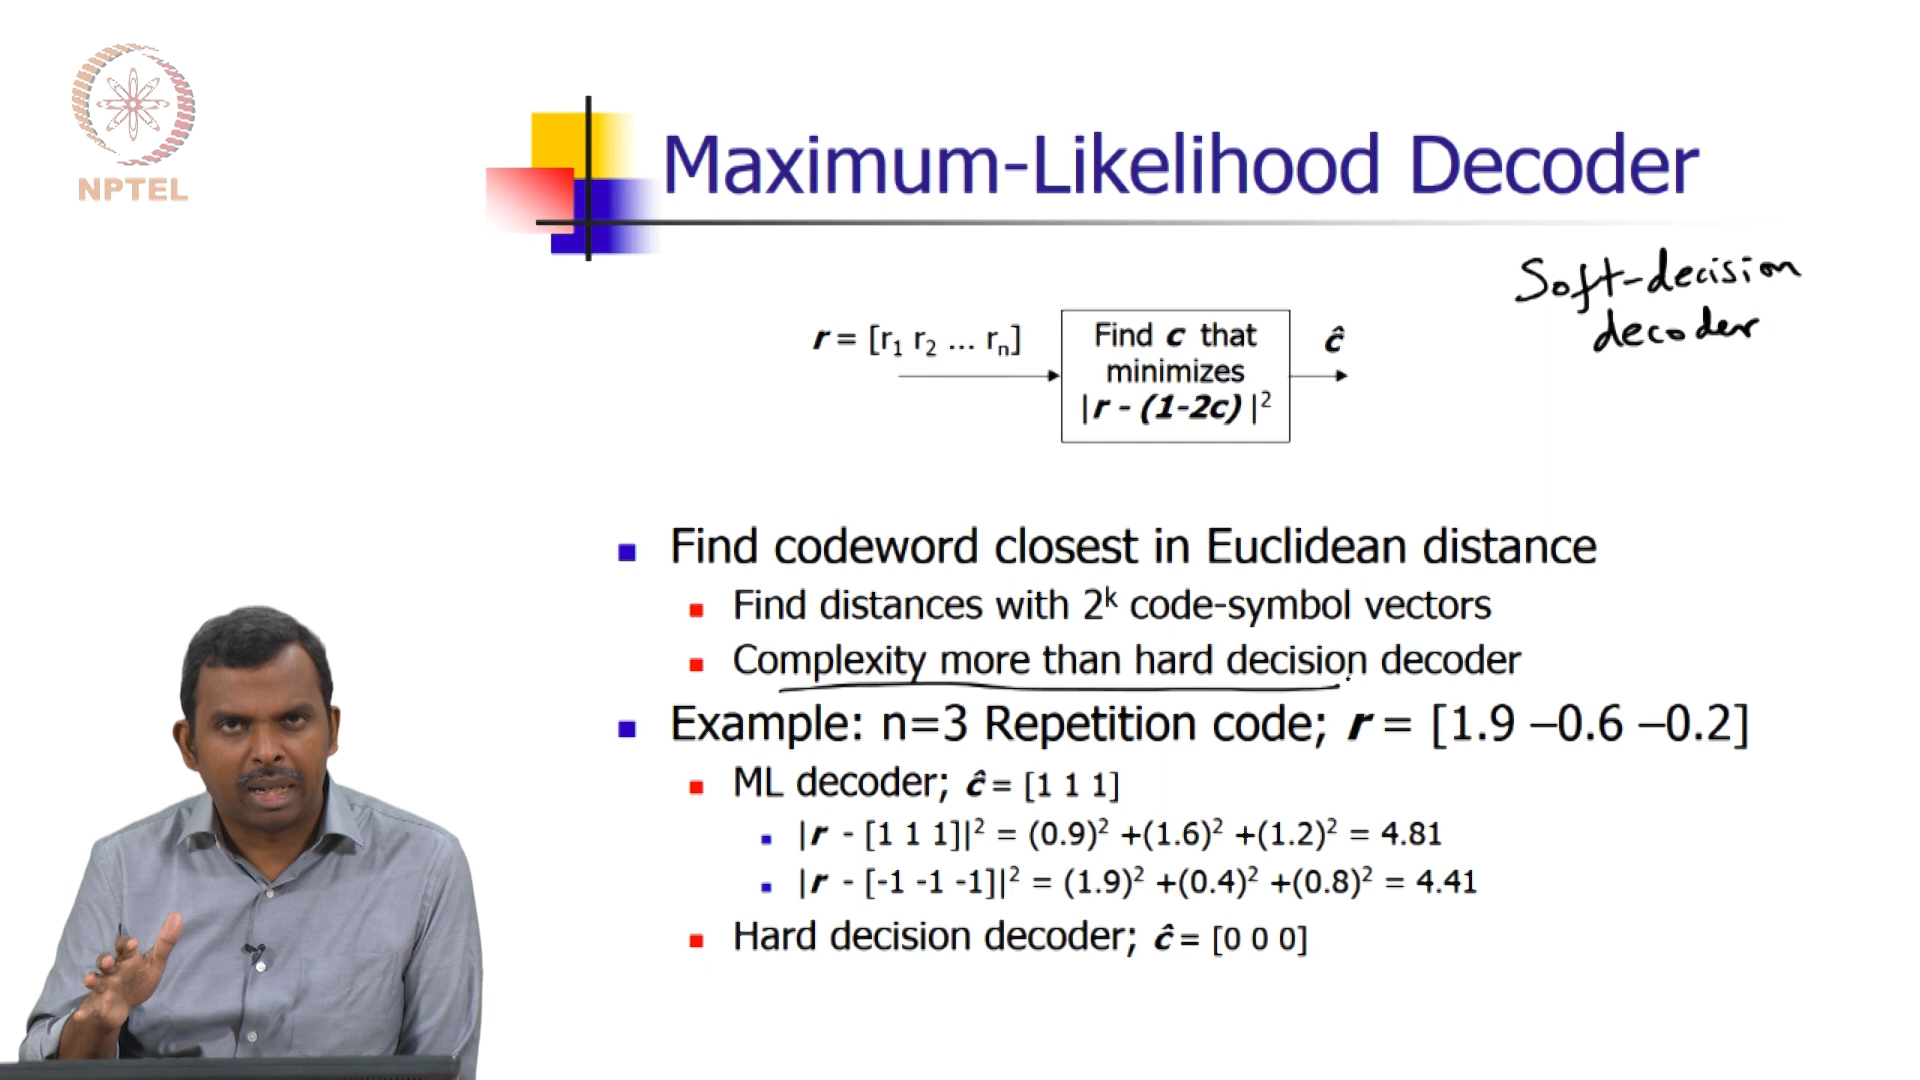 NPTEL
Maximum-Likelihood Decoder
Soft-decision
decoder
r = [r₁ r₂ ... rₙ]
Find c that
minimizes
|r - (1-2c) |²
ĉ
Find codeword closest in Euclidean distance
Find distances with 2ᵏ code-symbol vectors
Complexity more than hard decision decoder
Example: n=3 Repetition code; r = [1.9 –0.6 –0.2]
ML decoder; ĉ = [1 1 1]
|r - [1 1 1]|² = (0.9)² +(1.6)² +(1.2)² = 4.81
|r - [-1 -1 -1]|² = (1.9)² +(0.4)² +(0.8)² = 4.41
Hard decision decoder; ĉ = [0 0 0]